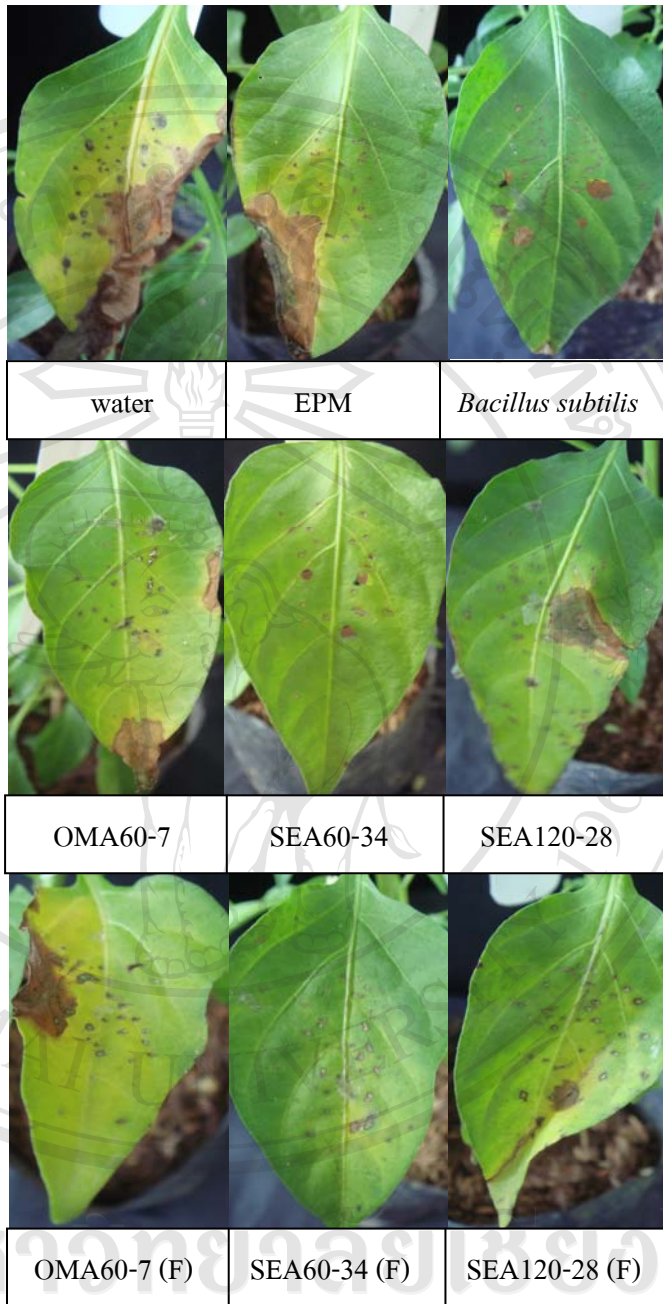 water EPM Bacillus subtilis
OMA60-7 SEA60-34 SEA120-28
OMA60-7 (F) SEA60-34 (F) SEA120-28 (F)